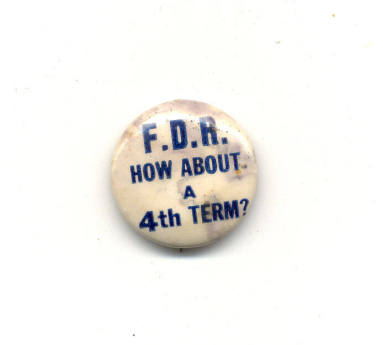 F.D.R.
HOW ABOUT
A
4th TERM?